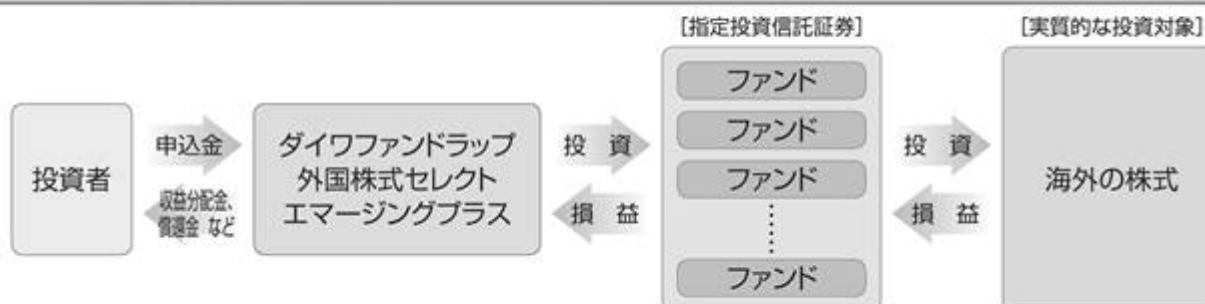 [指定投資信託証券]
[実質的な投資対象]
投資者
申込金
収益分配金、
償還金 など
ダイワファンドラップ
外国株式セレクト
エマージングプラス
投 資
損 益
ファンド
ファンド
ファンド
ファンド
投 資
損 益
海外の株式